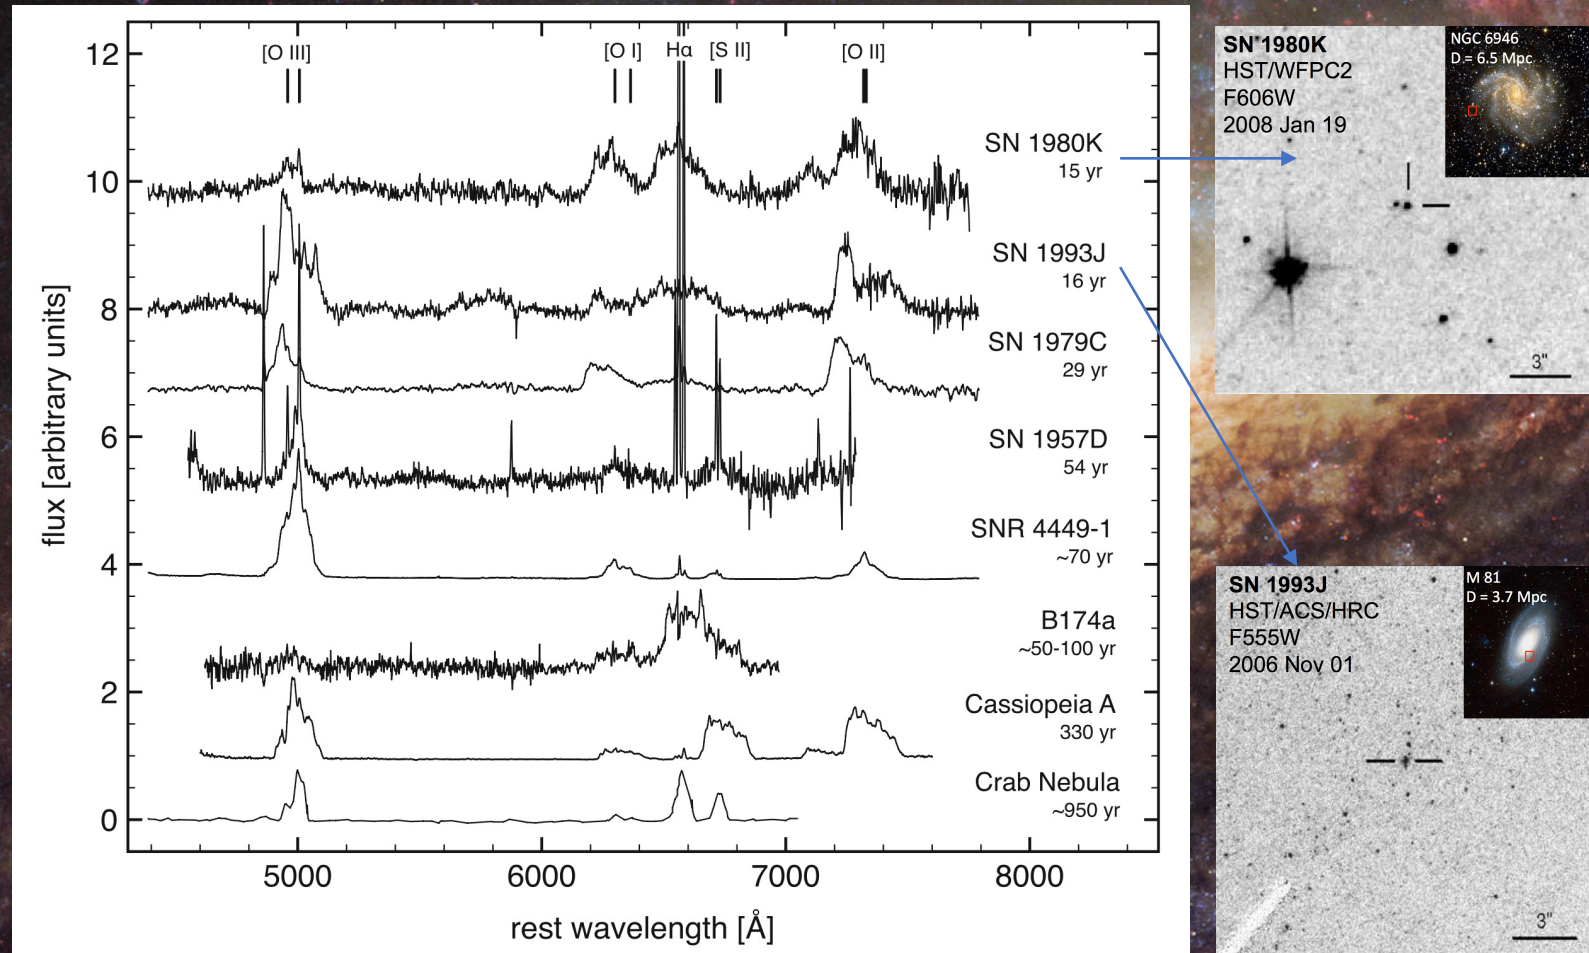 12
10
8
6
4
2
0
flux [arbitrary units]
[O III]
[O I]
Hα
[S II]
[O II]
SN 1980K
15 yr
SN 1993J
16 yr
SN 1979C
29 yr
SN 1957D
54 yr
SNR 4449-1
~70 yr
B174a
~50-100 yr
Cassiopeia A
330 yr
Crab Nebula
~950 yr
5000
6000
7000
8000
rest wavelength [Å]
SN 1980K
HST/WFPC2
F606W
2008 Jan 19
NGC 6946
D = 6.5 Mpc
3"
SN 1993J
HST/ACS/HRC
F555W
2006 Nov 01
M 81
D = 3.7 Mpc
3"